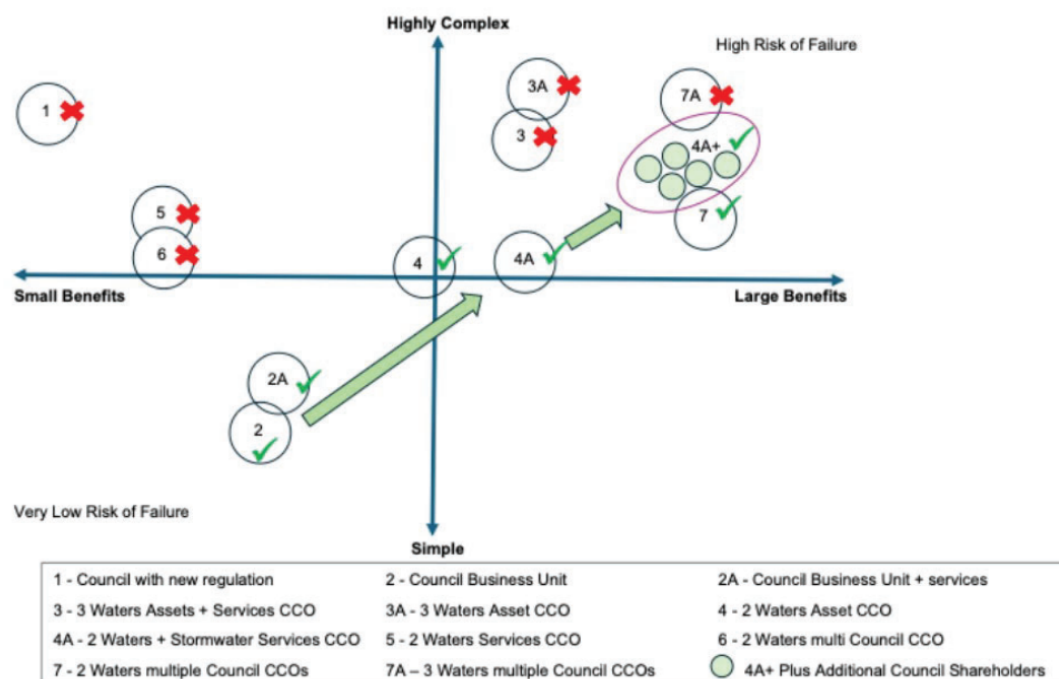 Highly Complex
High Risk of Failure
1
3A
7A
3
4A+
5
7
6
4
4A
Small Benefits
Large Benefits
2A
2
Very Low Risk of Failure
Simple
1 - Council with new regulation
2 - Council Business Unit
2A - Council Business Unit + services
3 - 3 Waters Assets + Services CCO
3A - 3 Waters Asset CCO
4 - 2 Waters Asset CCO
4A - 2 Waters + Stormwater Services CCO
5 - 2 Waters Services CCO
6 - 2 Waters multi Council CCO
7 - 2 Waters multiple Council CCOs
7A – 3 Waters multiple Council CCOs
4A+ Plus Additional Council Shareholders